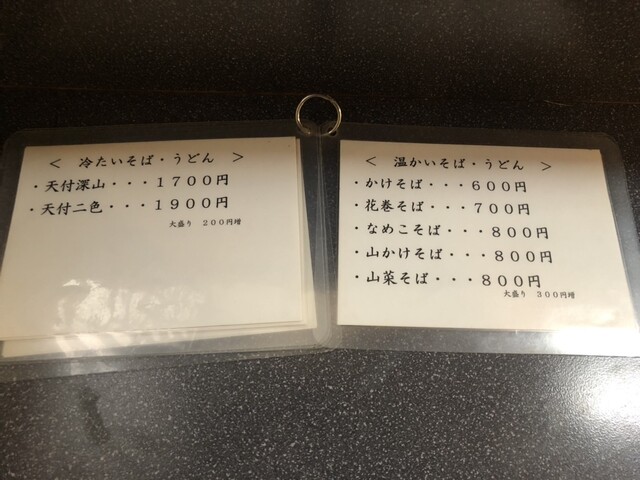 ＜　冷たいそば・うどん　＞
・天付深山・・・１７００円
・天付二色・・・１９００円
大盛り　２００円増
＜　温かいそば・うどん　＞
・かけそば・・・６００円
・花巻そば・・・７００円
・なめこそば・・・８００円
・山かけそば・・・８００円
・山菜そば・・・８００円
大盛り　３００円増